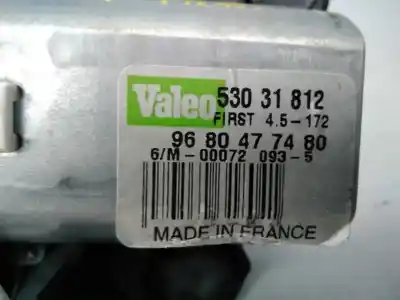 Valeo 530 31 812
FIRST 4.5-172
96 80 47 74 80
6/M-00072 093-5
MADE IN FRANCE